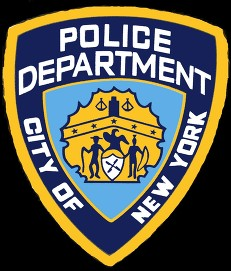 POLICE
DEPARTMENT
CITY OF
NEW YORK